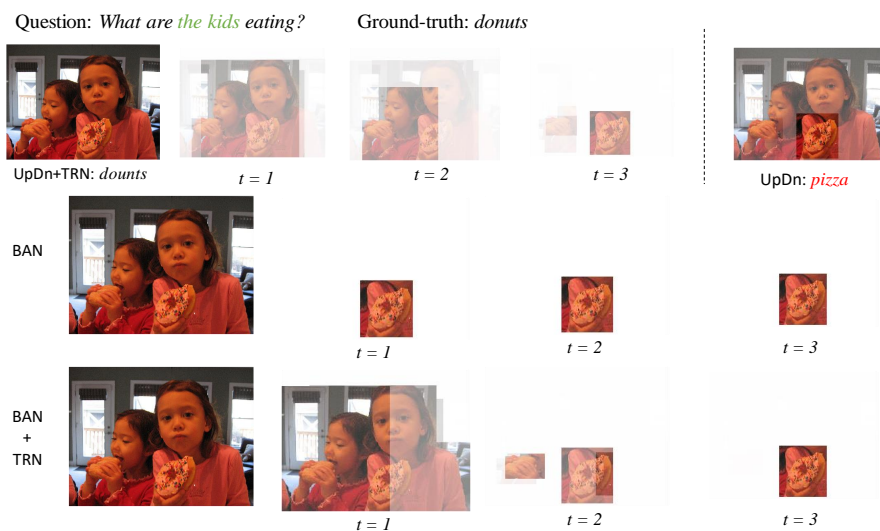 Question: What are the kids eating? Ground-truth: donuts
UpDn+TRN: dounts
t = 1
t = 2
t = 3
UpDn: pizza
BAN
t = 1
t = 2
t = 3
BAN
+
TRN
t = 1
t = 2
t = 3